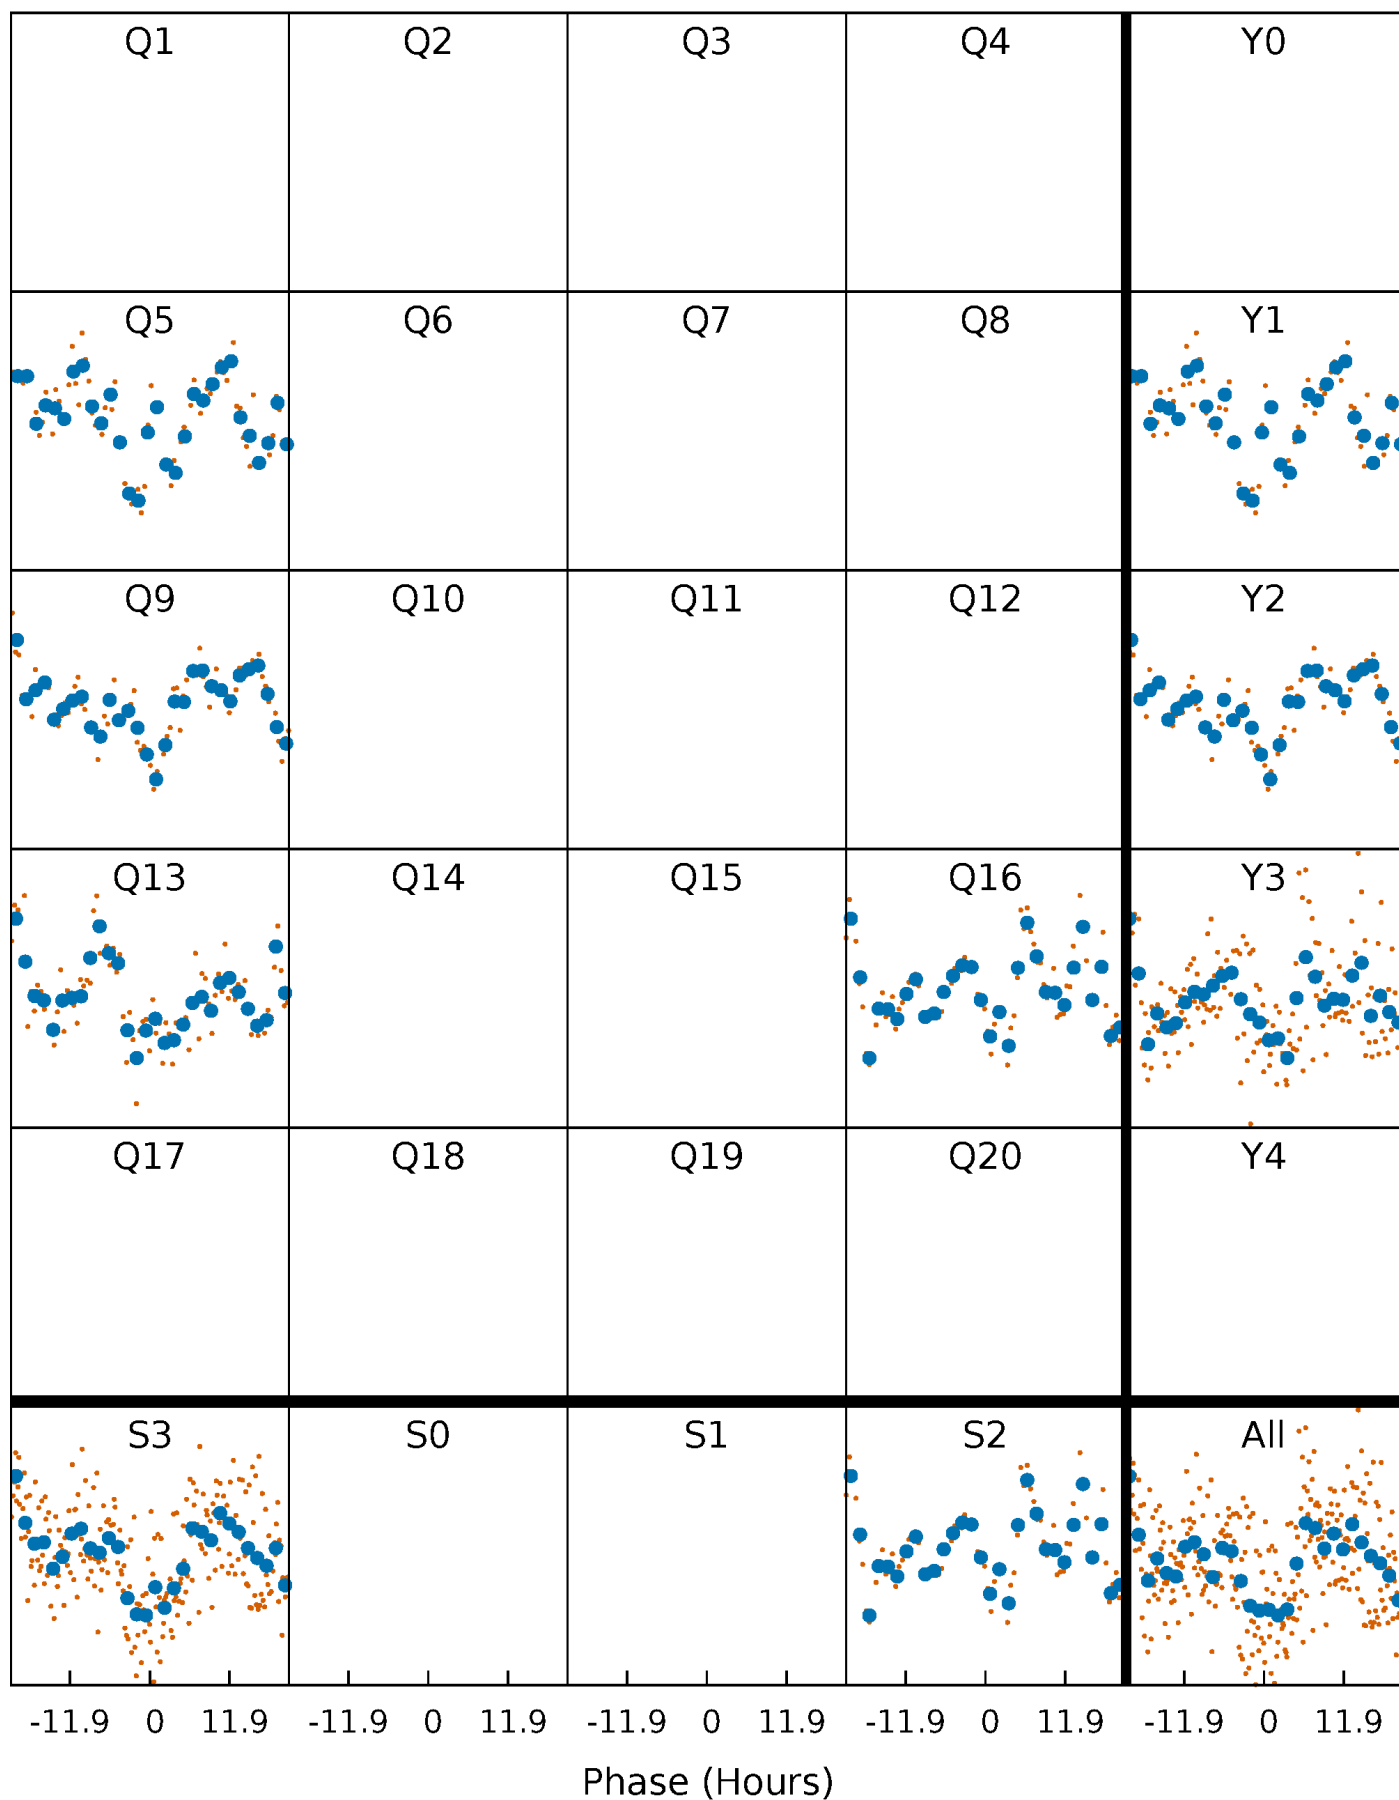 Q1 Q2 Q3 Q4 Y0
Q5 Q6 Q7 Q8 Y1
Q9 Q10 Q11 Q12 Y2
Q13 Q14 Q15 Q16 Y3
Q17 Q18 Q19 Q20 Y4
S3 S0 S1 S2 All
-11.9 0 11.9 -11.9 0 11.9 -11.9 0 11.9 -11.9 0 11.9 -11.9 0 11.9
Phase (Hours)